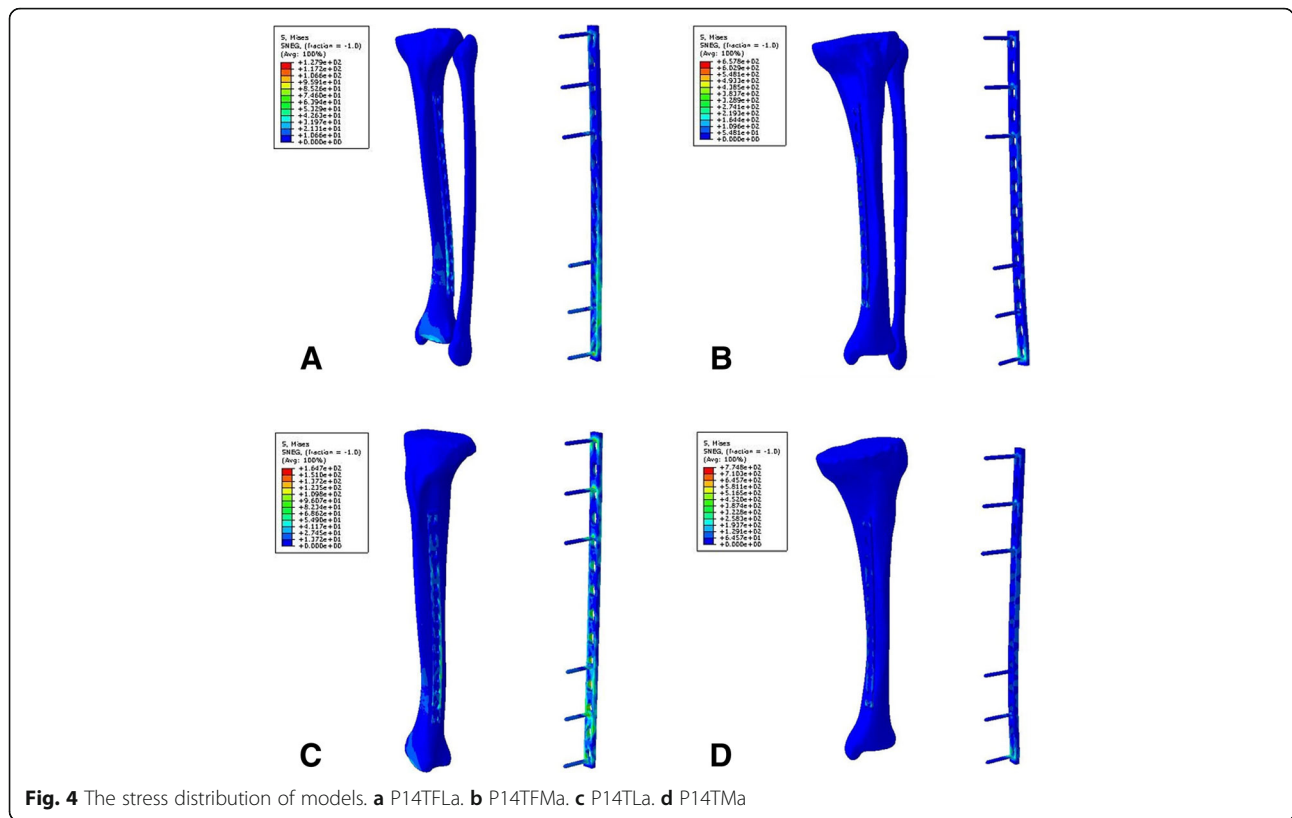 S, Mises
SNEG, (fraction = -1.0)
(Avg: 100%)
+1.279e+02
+1.172e+02
+1.066e+02
+9.591e+01
+8.526e+01
+7.460e+01
+6.394e+01
+5.329e+01
+4.263e+01
+3.197e+01
+2.131e+01
+1.066e+01
+0.000e+00
A
S, Mises
SNEG, (fraction = -1.0)
(Avg: 100%)
+6.578e+02
+6.029e+02
+5.481e+02
+4.933e+02
+4.385e+02
+3.837e+02
+3.289e+02
+2.741e+02
+2.193e+02
+1.644e+02
+1.096e+02
+5.481e+01
+0.000e+00
B
S, Mises
SNEG, (fraction = -1.0)
(Avg: 100%)
+1.647e+02
+1.510e+02
+1.372e+02
+1.235e+02
+1.098e+02
+9.607e+01
+8.234e+01
+6.862e+01
+5.490e+01
+4.117e+01
+2.745e+01
+1.372e+01
+0.000e+00
C
S, Mises
SNEG, (fraction = -1.0)
(Avg: 100%)
+7.748e+02
+7.103e+02
+6.457e+02
+5.811e+02
+5.165e+02
+4.520e+02
+3.874e+02
+3.228e+02
+2.583e+02
+1.937e+02
+1.291e+02
+6.457e+01
+0.000e+00
D
Fig. 4 The stress distribution of models. a P14TFLa. b P14TFMa. c P14TLa. d P14TMa